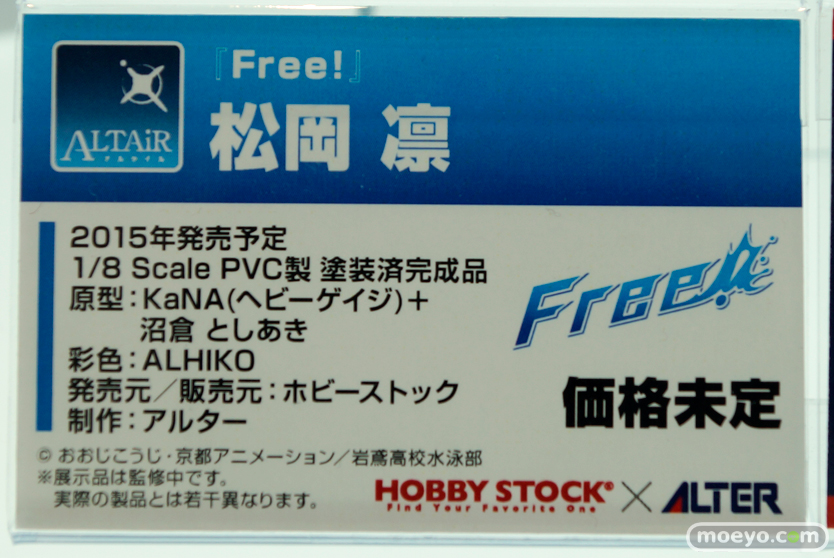 ALTAiR
アルタイル
『Free!』
松岡 凛
2015年発売予定
1/8 Scale PVC製 塗装済完成品
原型：KaNA(ヘビーゲイジ)＋
沼倉 としあき
彩色：ALHIKO
発売元／販売元：ホビーストック
制作：アルター
Free!
価格未定
© おおじこうじ・京都アニメーション／岩鳶高校水泳部
※展示品は監修中です。
実際の製品とは若干異なります。
HOBBY STOCK® × ALTER
Find Your Favorite One
moeyo.com